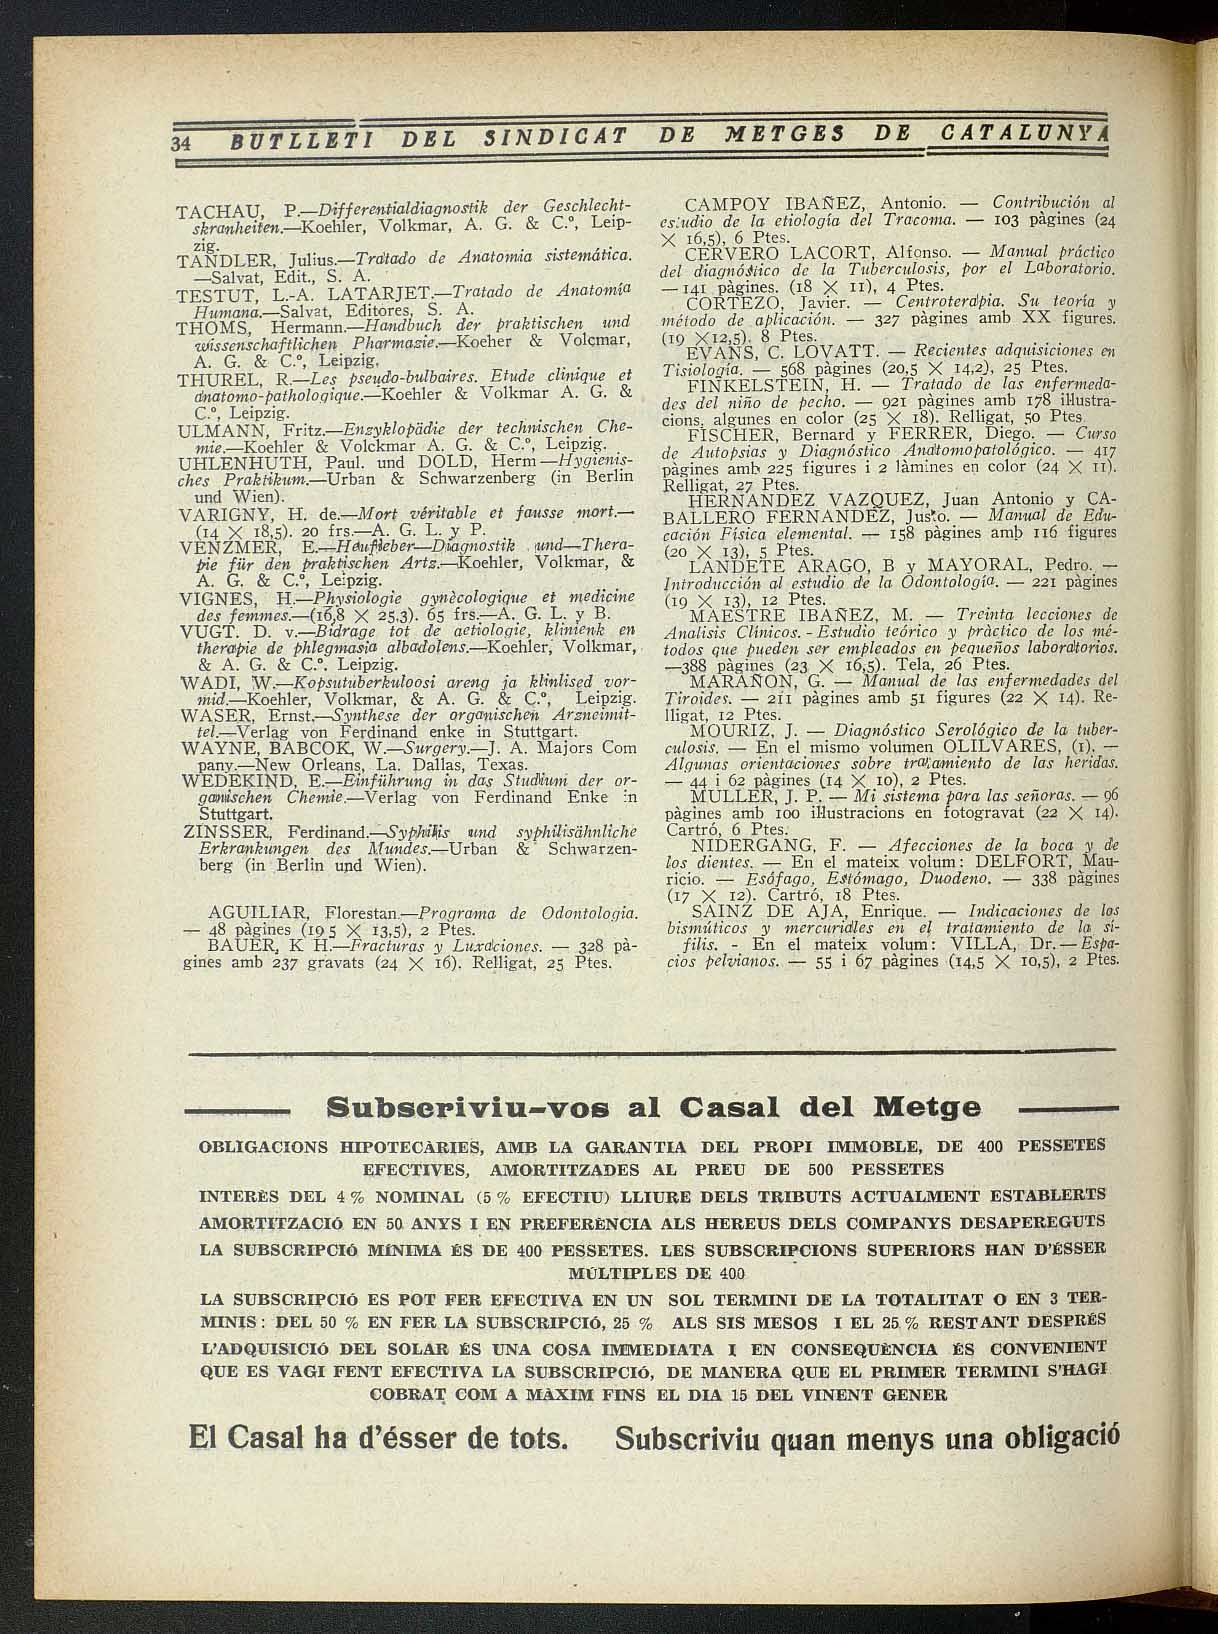 34 BUTLLETI DEL SINDICAT DE METGES DE CATALUNYA
TACHAU, P.—Differentialdiagnostik der Geschlecht-
skranheiten.—Koehler, Volkmar, A. G. & C.º, Leip-
zig.
TANDLER, Julius.—Tratado de Anatomia sistemática.
—Salvat, Edit., S. A.
TESTUT, L.-A. LATARJET.—Tratado de Anatomía
Humana.—Salvat, Editores, S. A.
THOMS, Hermann.—Handbuch der praktischen und
wissenschaftlichen Pharmazie.—Koeher & Volcmar,
A. G. & C.º, Leipzig.
THUREL, R.—Les pseudo-bulbaires. Etude clinique et
anatomo-pathologique.—Koehler & Volkmar A. G. &
C.º, Leipzig.
ULMANN, Fritz.—Enzyklopädie der technischen Che-
mie.—Koehler & Volckmar A. G. & C.º, Leipzig.
UHLENHUTH, Paul. und DOLD, Herm—Hygienis-
ches Praktikum.—Urban & Schwarzenberg (in Berlin
und Wien).
VARIGNY, H. de.—Mort véritable et fausse mort.—
(14 X 18,5). 20 frs.—A. G. L. y P.
VENZMER, E.—Häufieber—Diagnostik und—Thera-
pie für den praktischen Artz.—Koehler, Volkmar, &
A. G. & C.º, Leipzig.
VIGNES, H.—Physiologie gynècologique et medicine
des femmes.—(16,8 X 25,3). 65 frs.—A. G. L. y B.
VUGT. D. v.—Bidrage tot de aetiologie, klinienk en
therapie de phlegmasia albadolens.—Koehler, Volkmar,
& A. G. & C.º. Leipzig.
WADI, W.—Kopsutuberkuloosi areng ja klinlised vor-
mid.—Koehler, Volkmar, & A. G. & C.º, Leipzig.
WASER, Ernst.—Synthese der organischen Arzneimit-
tel.—Verlag von Ferdinand enke in Stuttgart.
WAYNE, BABCOK, W.—Surgery.—J. A. Majors Com
pany.—New Orleans, La. Dallas, Texas.
WEDEKIND, E.—Einführung in das Studium der or-
ganischen Chemie.—Verlag von Ferdinand Enke in
Stuttgart.
ZINSSER, Ferdinand.—Syphilis und syphilisähnliche
Erkrankungen des Mundes.—Urban & Schwarzen-
berg (in Berlin und Wien).
AGUILIAR, Florestan.—Programa de Odontologia.
— 48 pàgines (19 5 X 13,5), 2 Ptes.
BAUER, K H.—Fracturas y Luxaciones. — 328 pà-
gines amb 237 gravats (24 X 16). Relligat, 25 Ptes.
CAMPOY IBAÑEZ, Antonio. — Contribución al
estudio de la etiología del Tracoma. — 103 pàgines (24
X 16,5), 6 Ptes.
CERVERO LACORT, Alfonso. — Manual práctico
del diagnóstico de la Tuberculosis, por el Laboratorio.
— 141 pàgines. (18 X 11), 4 Ptes.
CORTEZO, Javier. — Centroterapia. Su teoría y
método de aplicación. — 327 pàgines amb XX figures.
(19 X12,5). 8 Ptes.
EVANS, C. LOVATT. — Recientes adquisiciones en
Tisiología. — 568 pàgines (20,5 X 14,2), 25 Ptes.
FINKELSTEIN, H. — Tratado de las enfermeda-
des del niño de pecho. — 921 pàgines amb 178 il·lustra-
cions, algunes en color (25 X 18). Relligat, 50 Ptes.
FISCHER, Bernard y FERRER, Diego. — Curso
de Autopsias y Diagnóstico Anatomopatológico. — 417
pàgines amb 225 figures i 2 làmines en color (24 X 11).
Relligat, 27 Ptes.
HERNANDEZ VAZQUEZ, Juan Antonio y CA-
BALLERO FERNANDEZ, Justo. — Manual de Edu-
cación Física elemental. — 158 pàgines amb 116 figures
(20 X 13), 5 Ptes.
LANDETE ARAGO, B y MAYORAL, Pedro. —
Introducción al estudio de la Odontología. — 221 pàgines
(19 X 13), 12 Ptes.
MAESTRE IBAÑEZ, M. — Treinta lecciones de
Analisis Clínicos. - Estudio teórico y pràctico de los mé-
todos que pueden ser empleados en pequeños laboratorios.
—388 pàgines (23 X 16,5). Tela, 26 Ptes.
MARAÑON, G. — Manual de las enfermedades del
Tiroides. — 211 pàgines amb 51 figures (22 X 14). Re-
lligat, 12 Ptes.
MOURIZ, J. — Diagnóstico Serológico de la tuber-
culosis. — En el mismo volumen OLILVARES, (1). —
Algunas orientaciones sobre tratamiento de las heridas.
— 44 i 62 pàgines (14 X 10), 2 Ptes.
MULLER, J. P. — Mi sistema para las señoras. — 96
pàgines amb 100 il·lustracions en fotogravat (22 X 14).
Cartró, 6 Ptes.
NIDERGANG, F. — Afecciones de la boca y de
los dientes. — En el mateix volum: DELFORT, Mau-
ricio. — Esófago, Estómago, Duodeno. — 338 pàgines
(17 X 12). Cartró, 18 Ptes.
SAINZ DE AJA, Enrique. — Indicaciones de los
bismúticos y mercuriales en el tratamiento de la sí-
filis. - En el mateix volum: VILLA, Dr. — Espa-
cios pelvianos. — 55 i 67 pàgines (14,5 X 10,5), 2 Ptes.
Subscriviu-vos al Casal del Metge
OBLIGACIONS HIPOTECÀRIES, AMB LA GARANTIA DEL PROPI IMMOBLE, DE 400 PESSETES
EFECTIVES, AMORTITZADES AL PREU DE 500 PESSETES
INTERÈS DEL 4 % NOMINAL (5 % EFECTIU) LLIURE DELS TRIBUTS ACTUALMENT ESTABLERTS
AMORTITZACIÓ EN 50 ANYS I EN PREFERÈNCIA ALS HEREUS DELS COMPANYS DESAPEREGUTS
LA SUBSCRIPCIÓ MÍNIMA ÉS DE 400 PESSETES. LES SUBSCRIPCIONS SUPERIORS HAN D'ÉSSER
MÚLTIPLES DE 400
LA SUBSCRIPCIÓ ES POT FER EFECTIVA EN UN SOL TERMINI DE LA TOTALITAT O EN 3 TER-
MINIS: DEL 50 % EN FER LA SUBSCRIPCIÓ, 25 % ALS SIS MESOS I EL 25 % RESTANT DESPRÉS
L'ADQUISICIÓ DEL SOLAR ÉS UNA COSA IMMEDIATA I EN CONSEQUÈNCIA ÉS CONVENIENT
QUE ES VAGI FENT EFECTIVA LA SUBSCRIPCIÓ, DE MANERA QUE EL PRIMER TERMINI S'HAGI
COBRAT COM A MÀXIM FINS EL DIA 15 DEL VINENT GENER
El Casal ha d'ésser de tots. Subscriviu quan menys una obligació